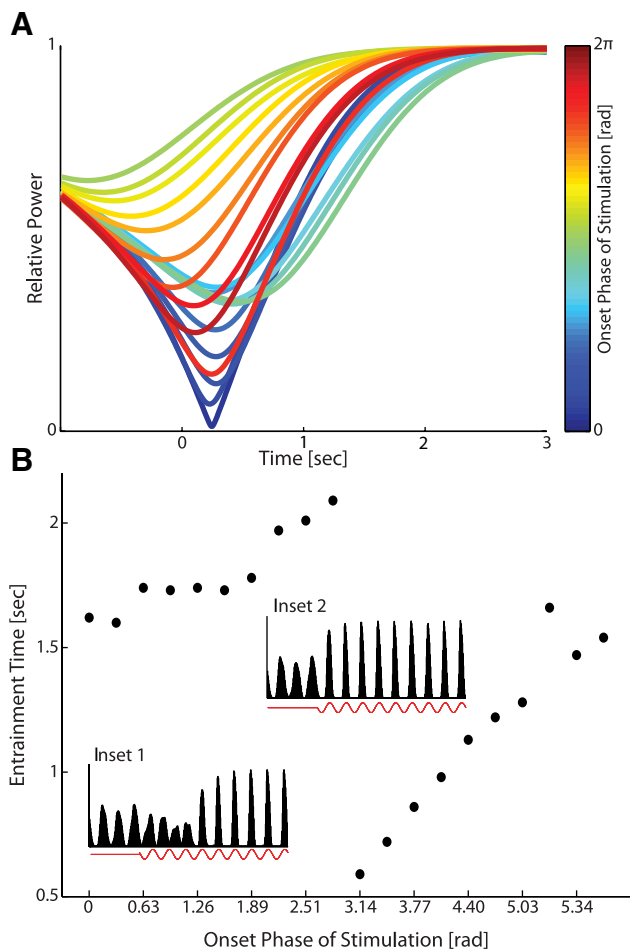 A
1
Relative Power
0
0
1
2
3
Time [sec]
2π
Onset Phase of Stimulation [rad]
0
B
2
1.5
1
0.5
Entrainment Time [sec]
Inset 2
Inset 1
0
0.63
1.26
1.89
2.51
3.14
3.77
4.40
5.03
5.34
Onset Phase of Stimulation [rad]